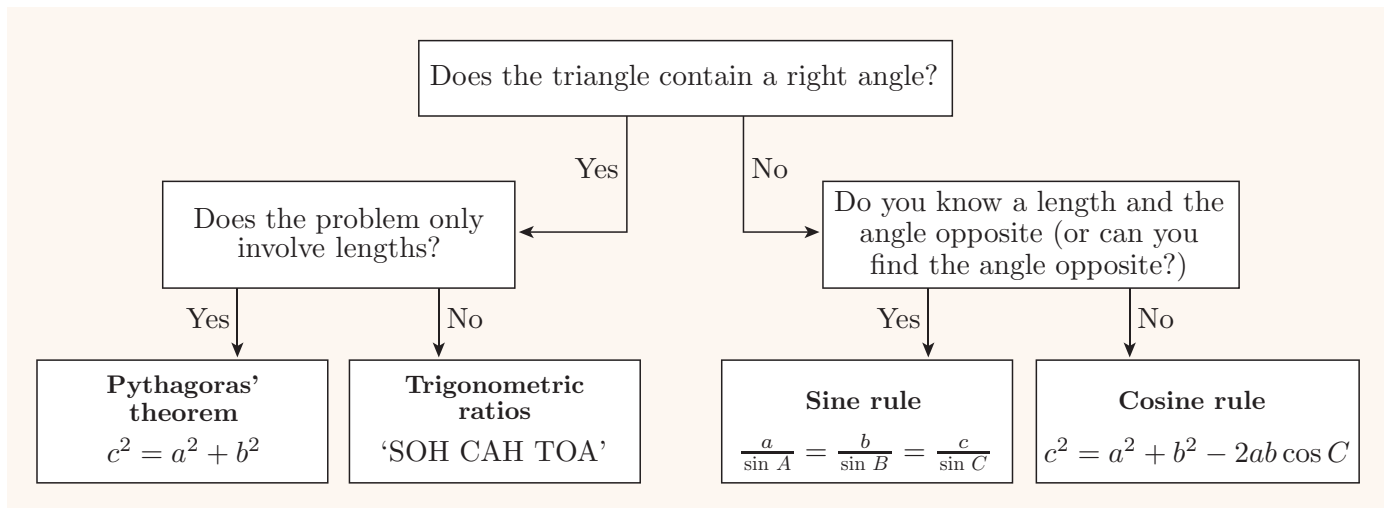 Does the triangle contain a right angle?
Yes
No
Does the problem only
involve lengths?
Do you know a length and the
angle opposite (or can you
find the angle opposite?)
Yes
No
Yes
No
Pythagoras’
theorem
c² = a² + b²
Trigonometric
ratios
‘SOH CAH TOA’
Sine rule
a/sin A = b/sin B = c/sin C
Cosine rule
c² = a² + b² − 2ab cos C